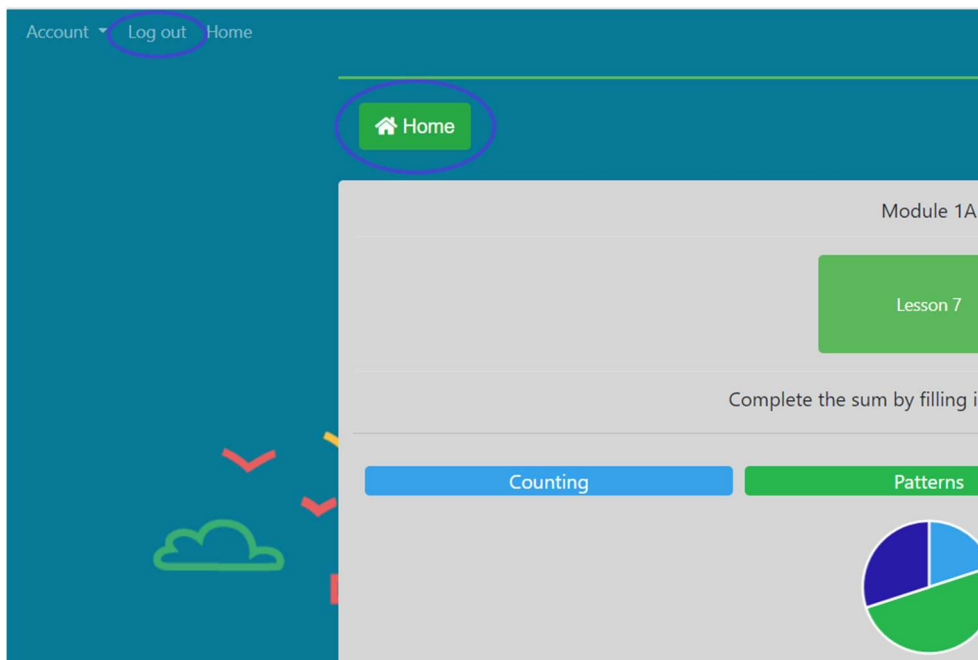 Account Log out Home
Home
Module 1A
Lesson 7
Complete the sum by filling i
Counting Patterns